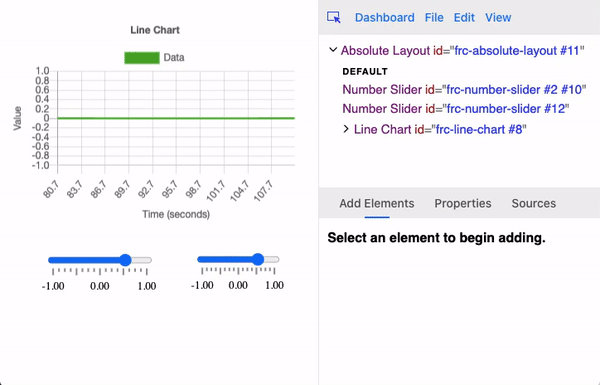 Line Chart
Data
1.0
0.8
0.6
0.4
0.2
0
-0.2
-0.4
-0.6
-0.8
-1.0
Value
80.7 83.7 86.7 89.7 92.7 95.7 98.7 101.7 104.7 107.7
Time (seconds)
-1.00 0.00 1.00
-1.00 0.00 1.00
Dashboard File Edit View
Absolute Layout id="frc-absolute-layout #11"
DEFAULT
Number Slider id="frc-number-slider #2 #10"
Number Slider id="frc-number-slider #12"
Line Chart id="frc-line-chart #8"
Add Elements Properties Sources
Select an element to begin adding.